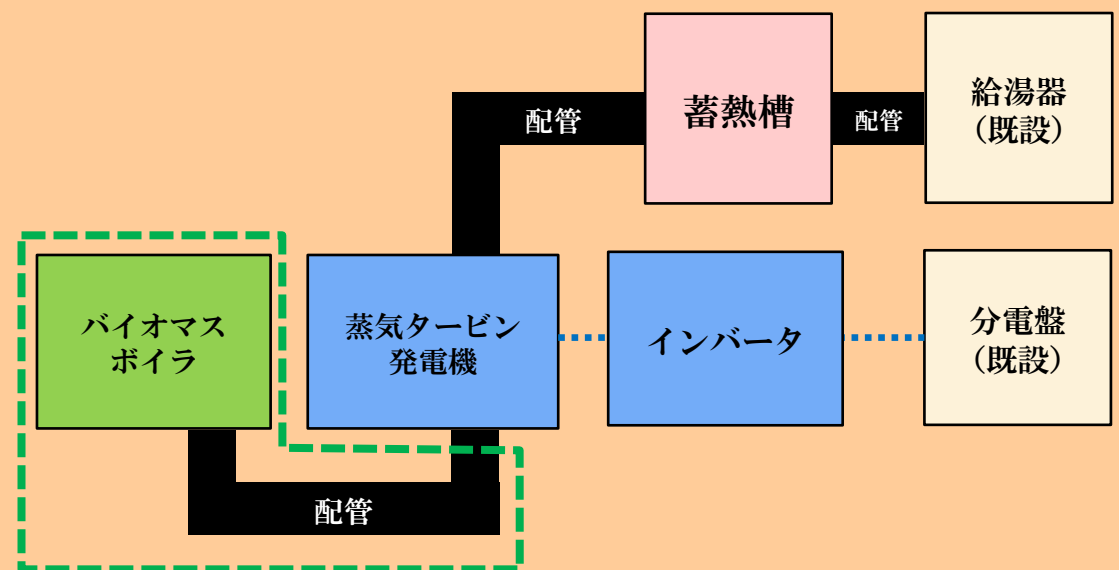 配管
蓄熱槽
配管
給湯器
(既設)
バイオマス
ボイラ
蒸気タービン
発電機
インバータ
分電盤
(既設)
配管